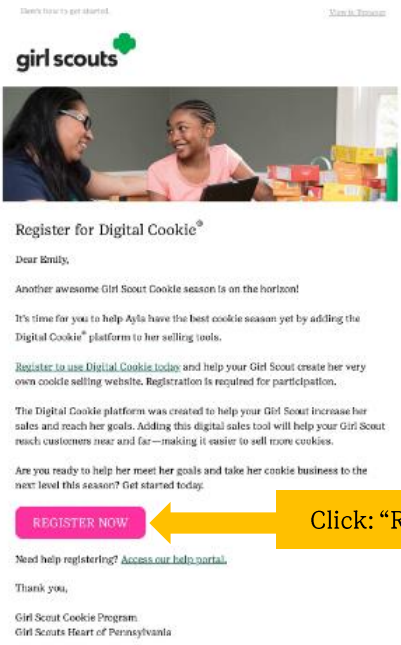 Here's how to get started.
View in Browser
girl scouts
Register for Digital Cookie®
Dear Emily,
Another awesome Girl Scout Cookie season is on the horizon!
It's time for you to help Ayla have the best cookie season yet by adding the
Digital Cookie® platform to her selling tools.
Register to use Digital Cookie today and help your Girl Scout create her very
own cookie selling website. Registration is required for participation.
The Digital Cookie platform was created to help your Girl Scout increase her
sales and reach her goals. Adding this digital sales tool will help your Girl Scout
reach customers near and far—making it easier to sell more cookies.
Are you ready to help her meet her goals and take her cookie business to the
next level this season? Get started today.
REGISTER NOW
Click: “R
Need help registering? Access our help portal.
Thank you,
Girl Scout Cookie Program
Girl Scouts Heart of Pennsylvania